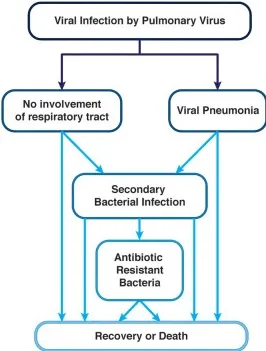 Viral Infection by Pulmonary Virus
No involvement
of respiratory tract
Viral Pneumonia
Secondary
Bacterial Infection
Antibiotic
Resistant
Bacteria
Recovery or Death